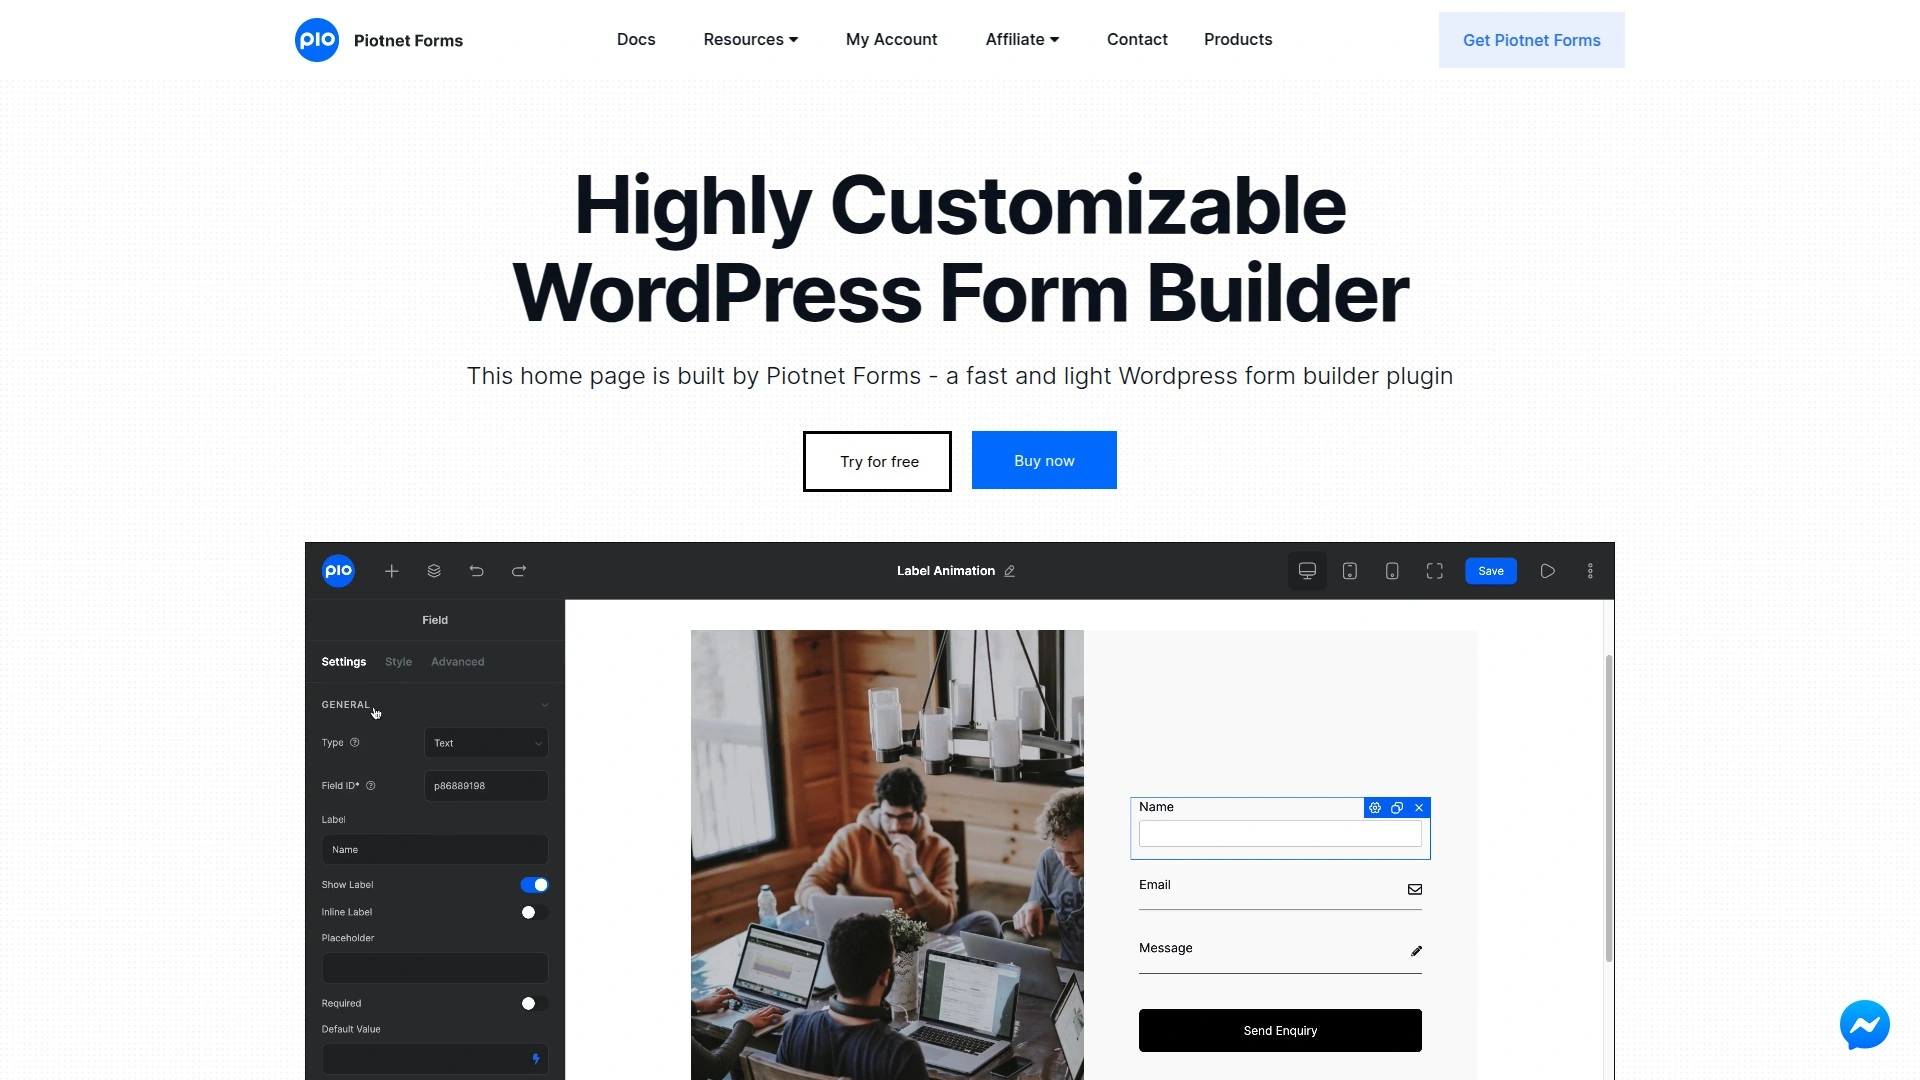 pio Piotnet Forms
Docs Resources My Account Affiliate Contact Products
Get Piotnet Forms
Highly Customizable
WordPress Form Builder
This home page is built by Piotnet Forms - a fast and light Wordpress form builder plugin
Try for free Buy now
pio Label Animation Save
Field
Settings Style Advanced
GENERAL
Type Text
Field ID* p86889198
Label
Name
Show Label
Inline Label
Placeholder
Required
Default Value
Name
Email
Message
Send Enquiry